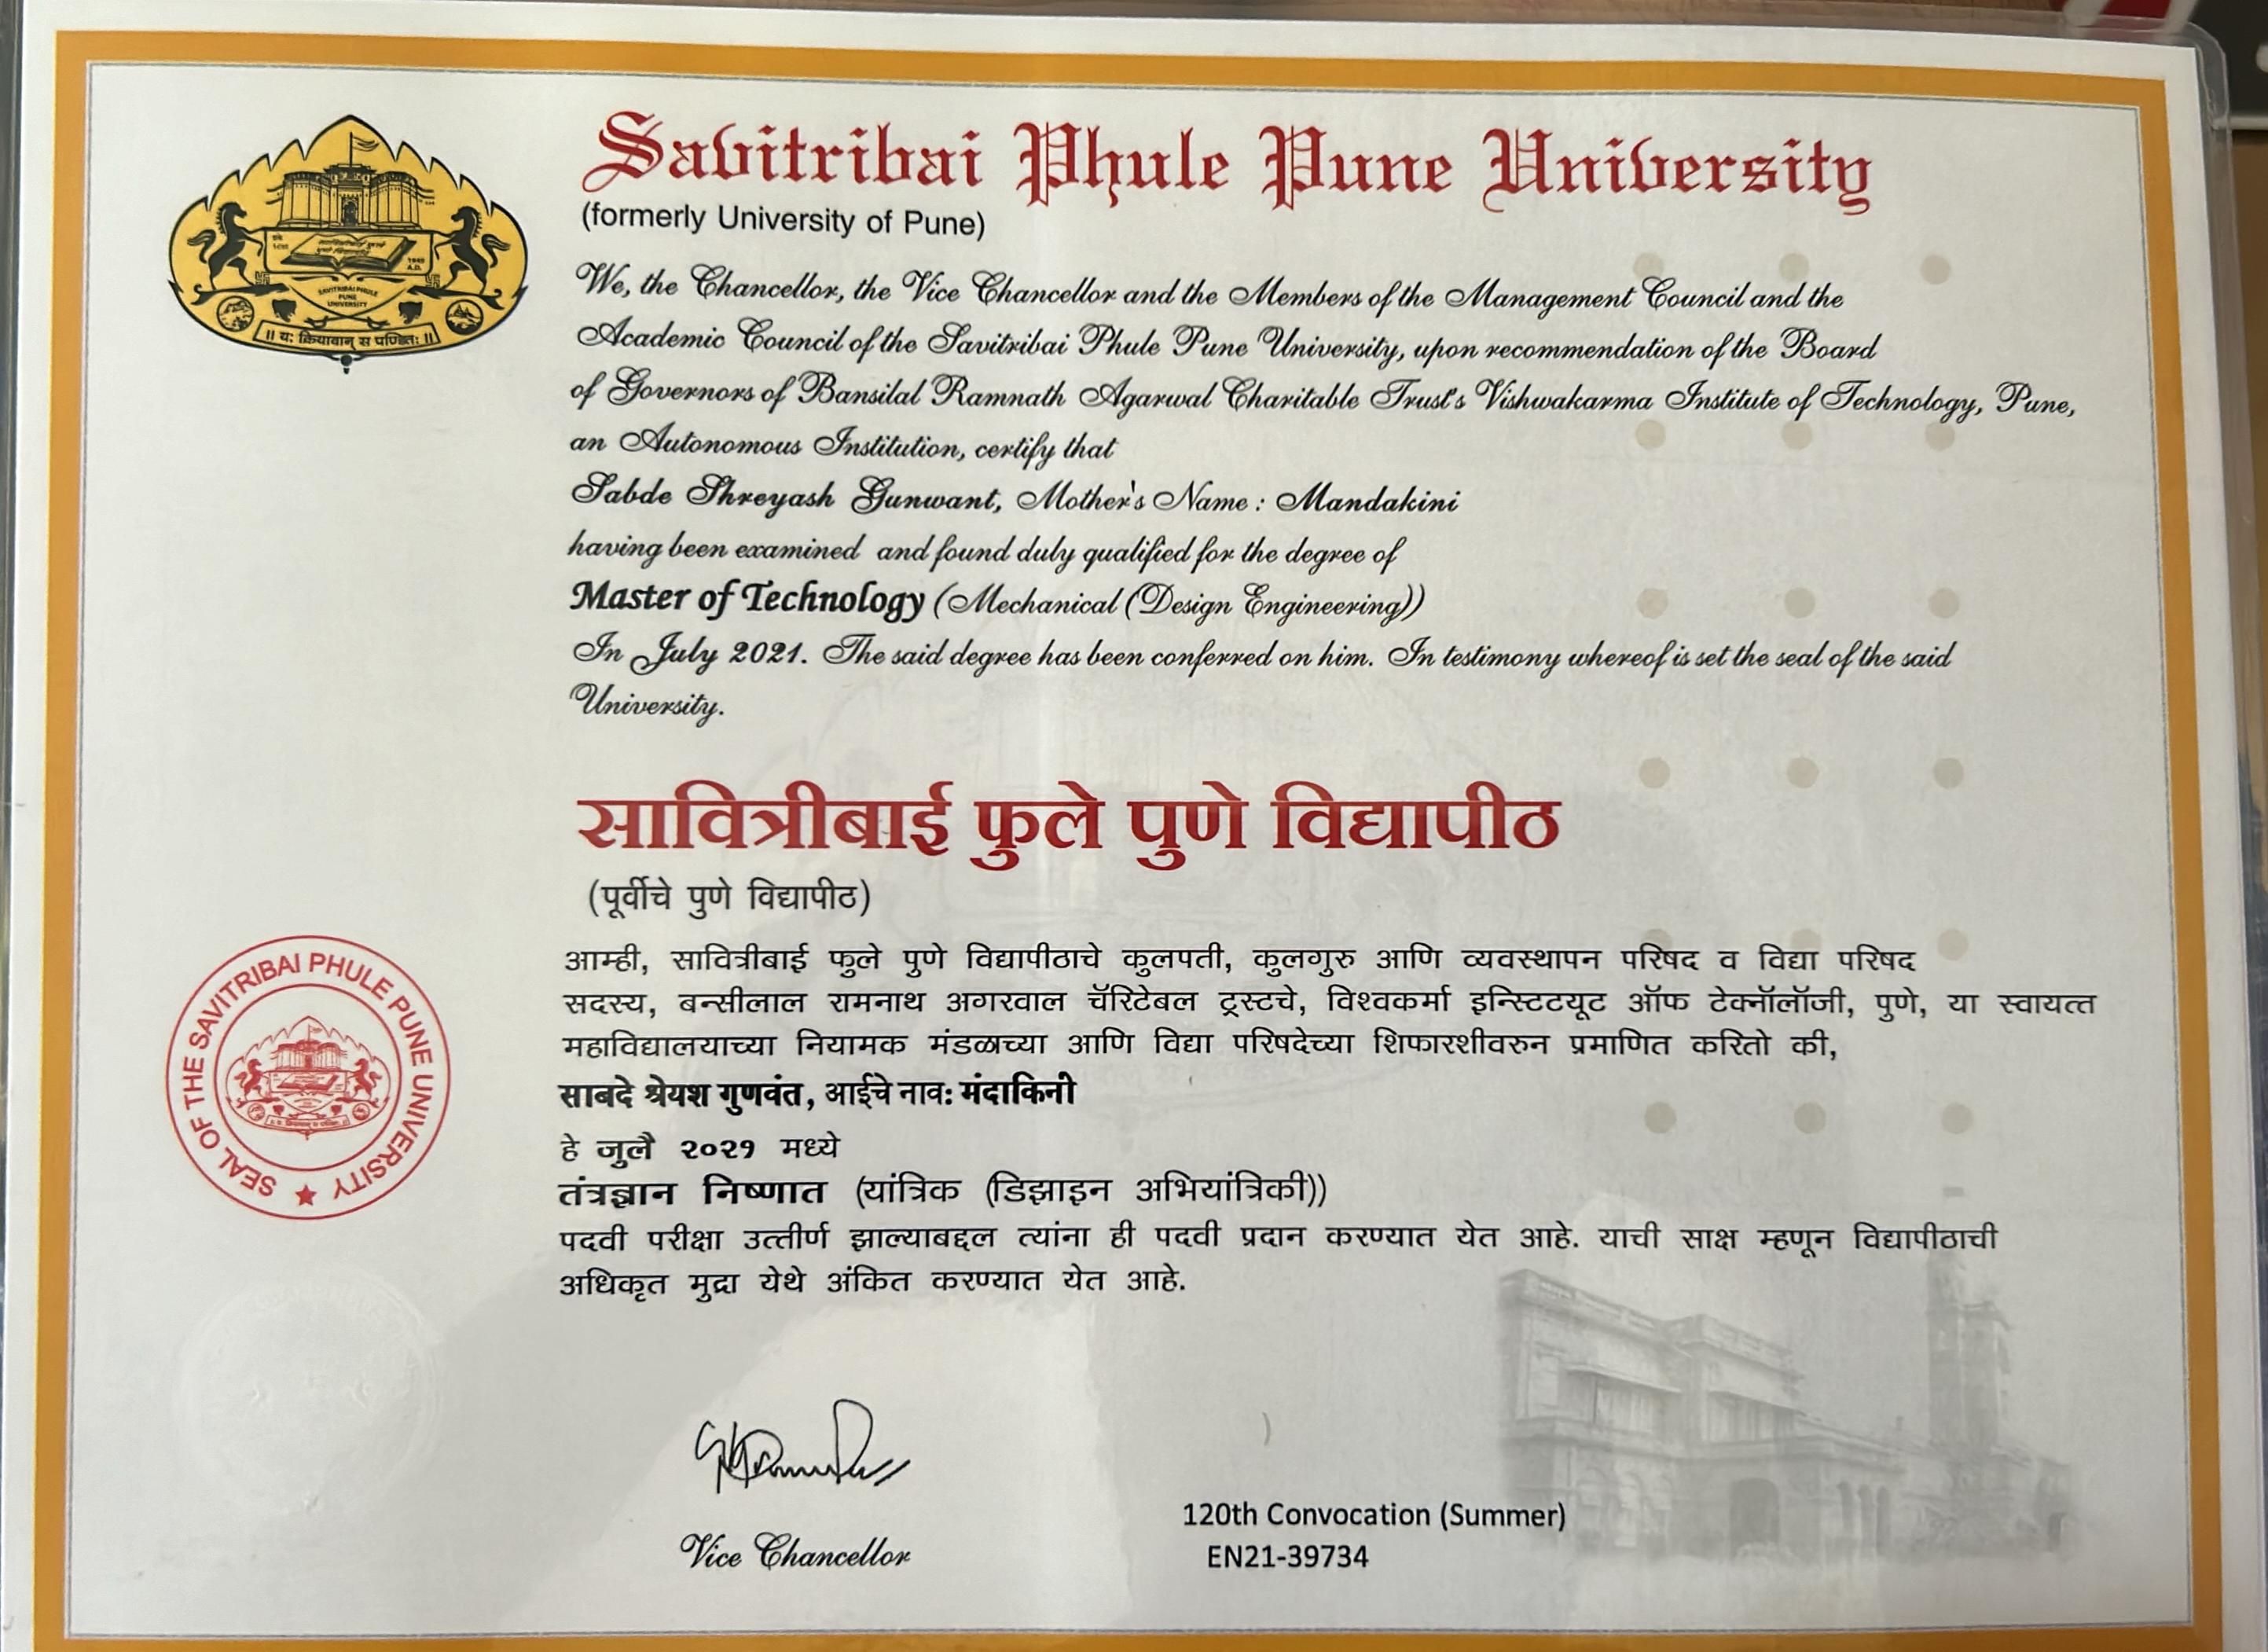 Savitribai Phule Pune University
(formerly University of Pune)
We, the Chancellor, the Vice Chancellor and the Members of the Management Council and the
Academic Council of the Savitribai Phule Pune University, upon recommendation of the Board
of Governors of Bansilal Ramnath Agarwal Charitable Trust's Vishwakarma Institute of Technology, Pune,
an Autonomous Institution, certify that
Sabde Shreyash Gunwant, Mother's Name : Mandakini
having been examined and found duly qualified for the degree of
Master of Technology (Mechanical (Design Engineering))
In July 2021. The said degree has been conferred on him. In testimony whereof is set the seal of the said
University.
सावित्रीबाई फुले पुणे विद्यापीठ
(पूर्वीचे पुणे विद्यापीठ)
आम्ही, सावित्रीबाई फुले पुणे विद्यापीठाचे कुलपती, कुलगुरु आणि व्यवस्थापन परिषद व विद्या परिषद
सदस्य, बन्सीलाल रामनाथ अगरवाल चॅरिटेबल ट्रस्टचे, विश्वकर्मा इन्स्टिटयूट ऑफ टेक्नॉलॉजी, पुणे, या स्वायत्त
महाविद्यालयाच्या नियामक मंडळाच्या आणि विद्या परिषदेच्या शिफारशीवरुन प्रमाणित करितो की,
साबदे श्रेयश गुणवंत, आईचे नाव: मंदाकिनी
हे जुलै २०२१ मध्ये
तंत्रज्ञान निष्णात (यांत्रिक (डिझाइन अभियांत्रिकी))
पदवी परीक्षा उत्तीर्ण झाल्याबद्दल त्यांना ही पदवी प्रदान करण्यात येत आहे. याची साक्ष म्हणून विद्यापीठाची
अधिकृत मुद्रा येथे अंकित करण्यात येत आहे.
Vice Chancellor
120th Convocation (Summer)
EN21-39734
1949
A.D.
SAVITRIBAI PHULE
PUNE
UNIVERSITY
॥ य: क्रियावान् स पण्डित: ॥
SEAL OF THE SAVITRIBAI PHULE PUNE UNIVERSITY